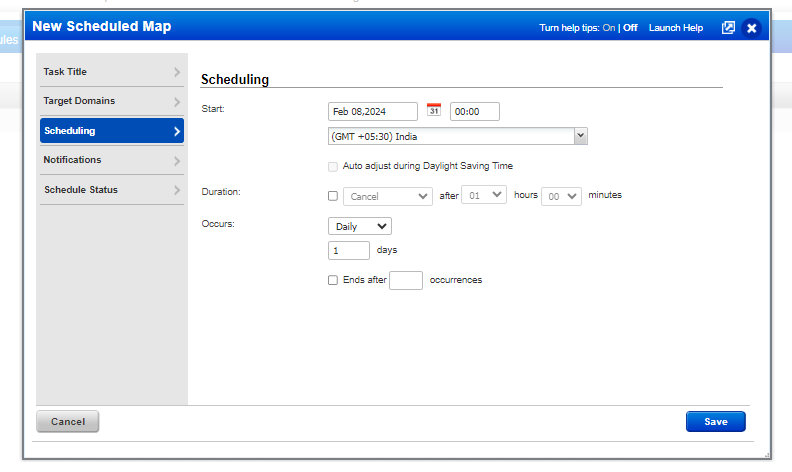 New Scheduled Map
Turn help tips: On | Off Launch Help
ules
Task Title
Target Domains
Scheduling
Notifications
Schedule Status
Scheduling
Start:
Feb 08,2024 31 00:00
(GMT +05:30) India
Auto adjust during Daylight Saving Time
Duration:
Cancel after 01 hours 00 minutes
Occurs:
Daily
1 days
Ends after occurrences
Cancel
Save